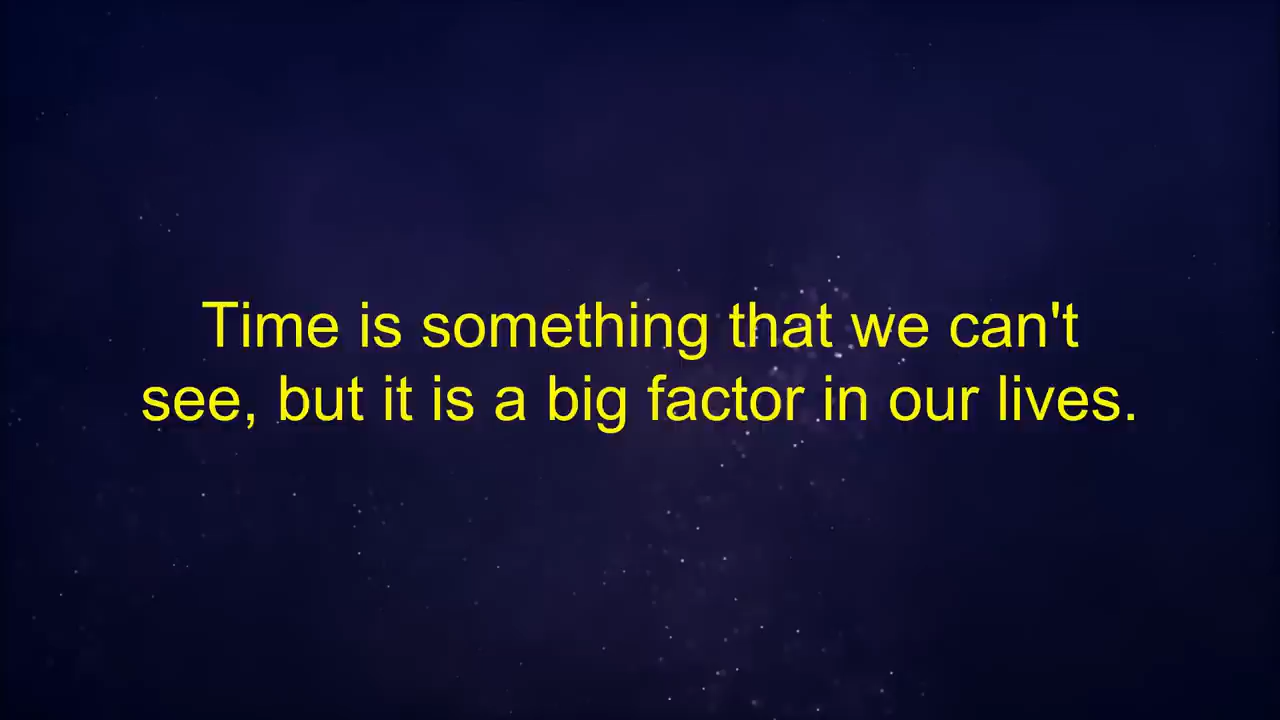 Time is something that we can't
see, but it is a big factor in our lives.